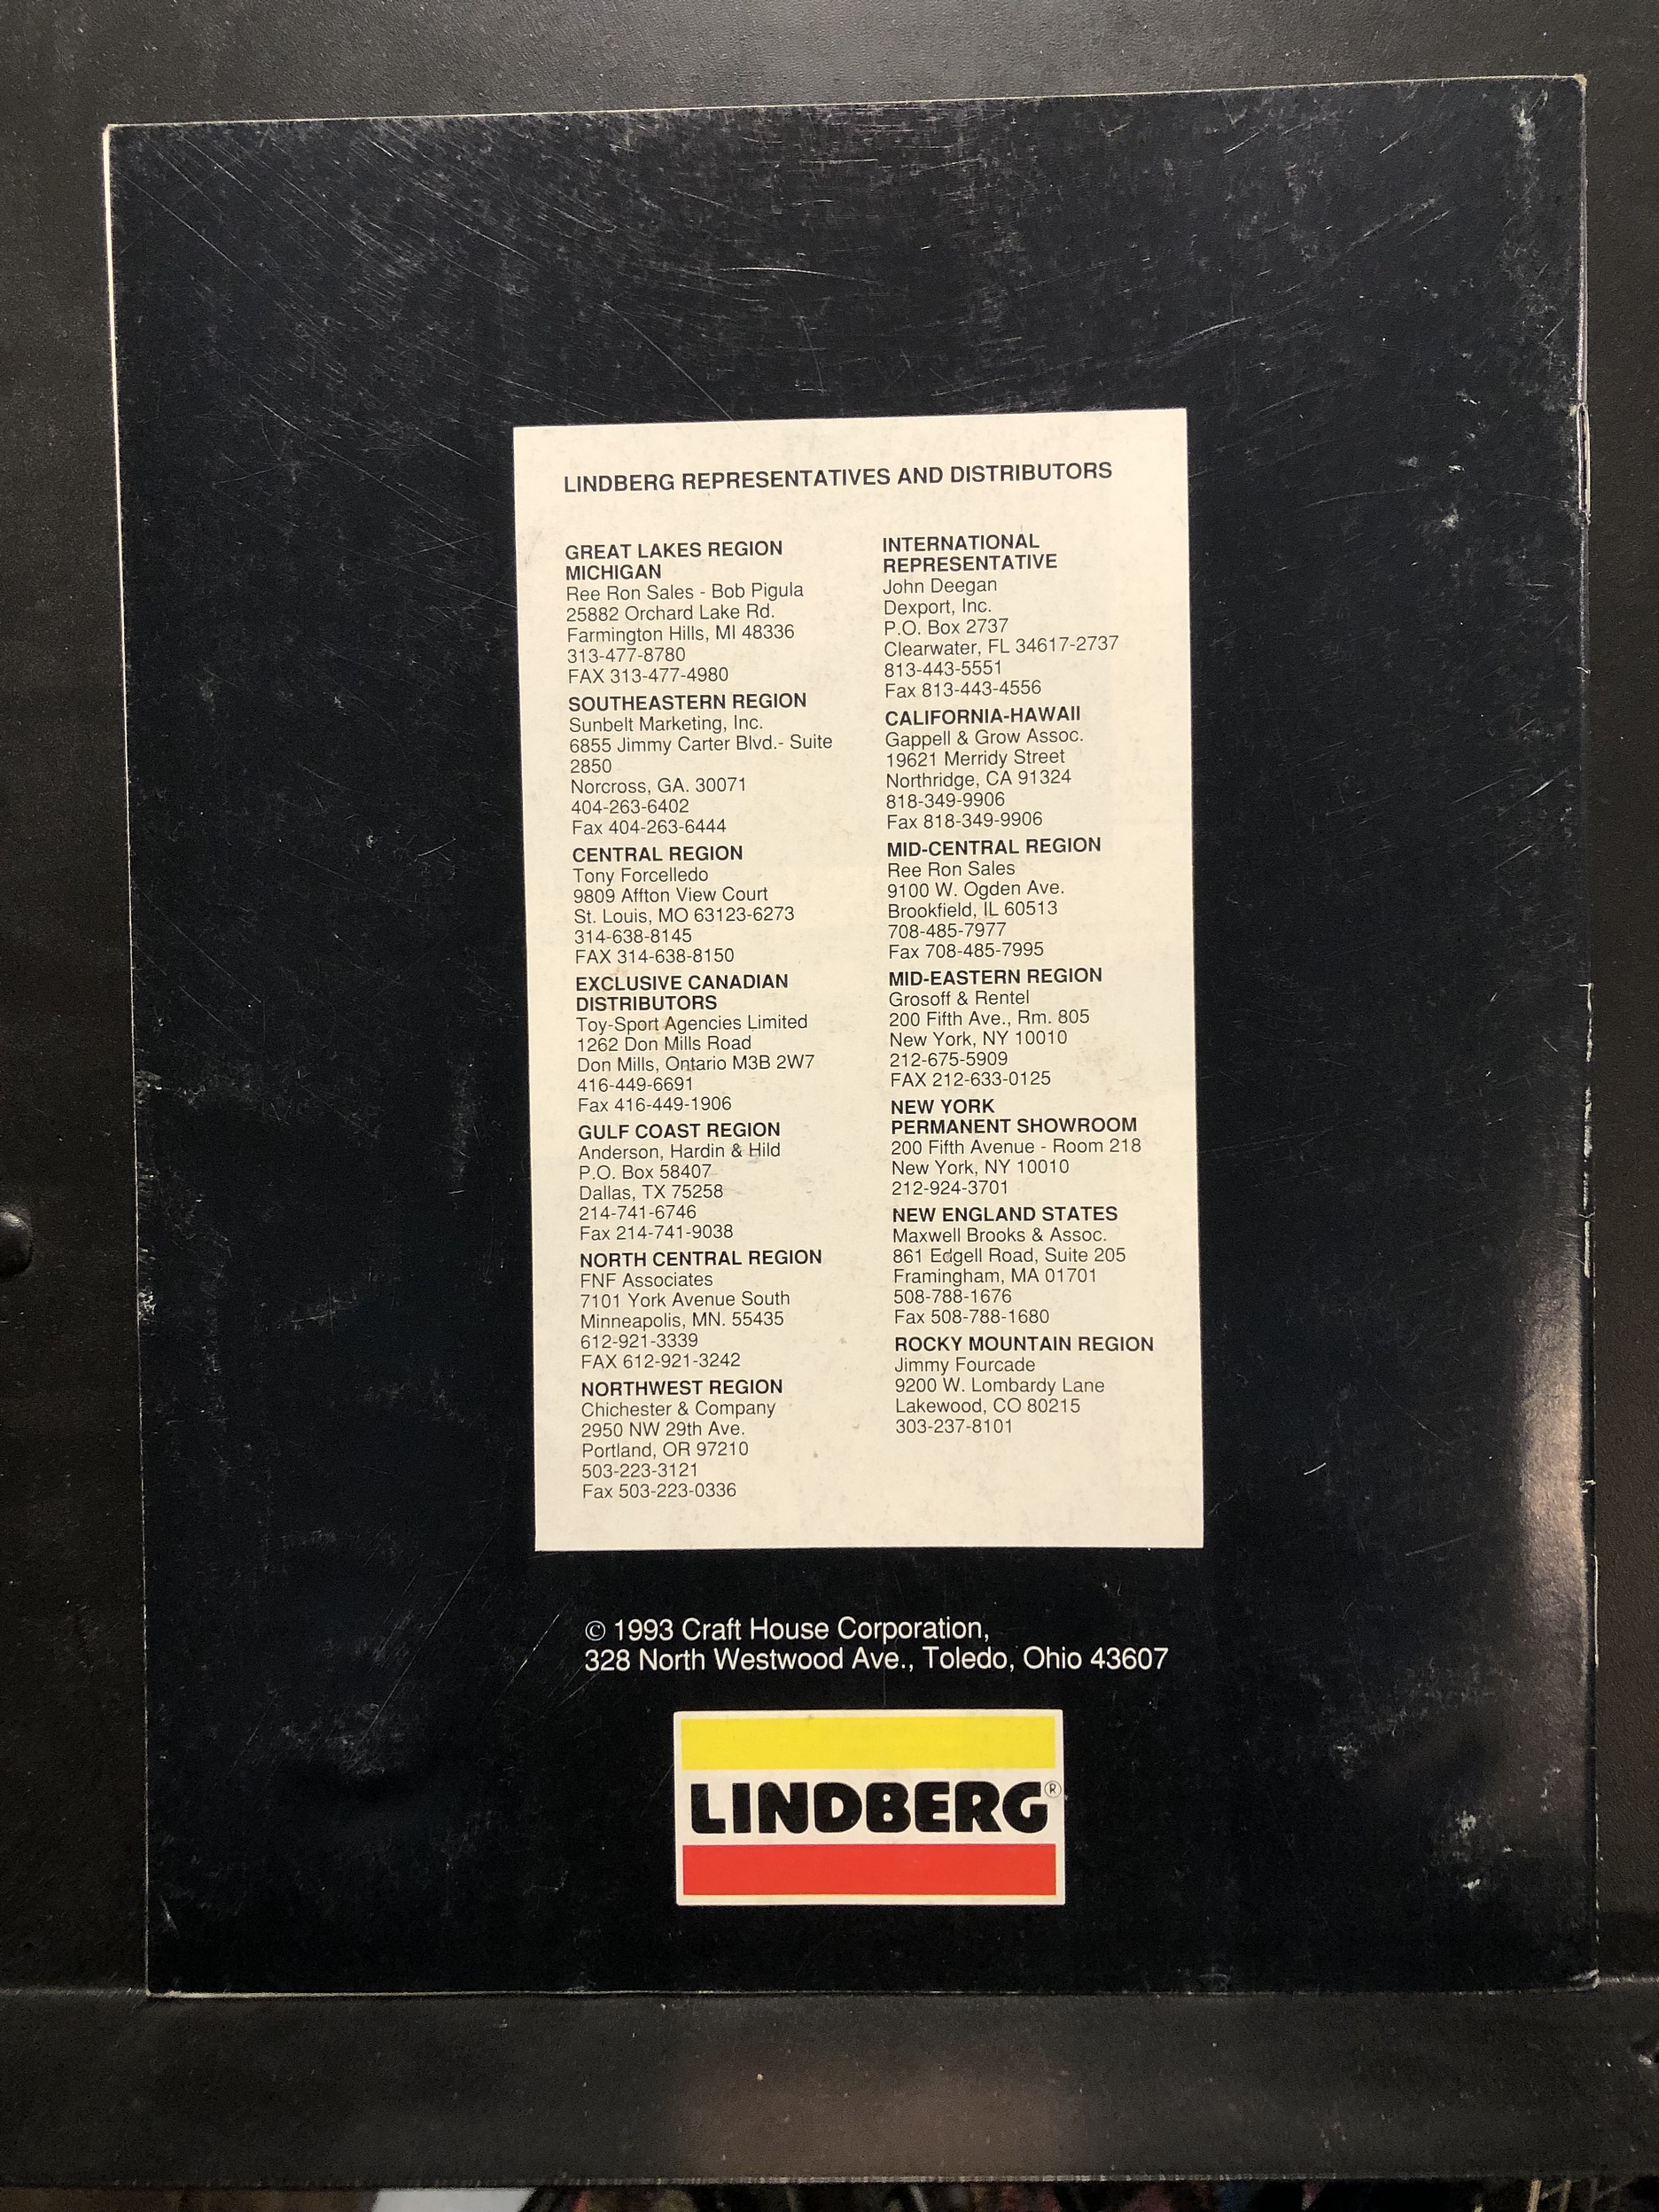 LINDBERG REPRESENTATIVES AND DISTRIBUTORS
GREAT LAKES REGION
MICHIGAN
Ree Ron Sales - Bob Pigula
25882 Orchard Lake Rd.
Farmington Hills, MI 48336
313-477-8780
FAX 313-477-4980
SOUTHEASTERN REGION
Sunbelt Marketing, Inc.
6855 Jimmy Carter Blvd.- Suite
2850
Norcross, GA. 30071
404-263-6402
Fax 404-263-6444
CENTRAL REGION
Tony Forcelledo
9809 Affton View Court
St. Louis, MO 63123-6273
314-638-8145
FAX 314-638-8150
EXCLUSIVE CANADIAN
DISTRIBUTORS
Toy-Sport Agencies Limited
1262 Don Mills Road
Don Mills, Ontario M3B 2W7
416-449-6691
Fax 416-449-1906
GULF COAST REGION
Anderson, Hardin & Hild
P.O. Box 58407
Dallas, TX 75258
214-741-6746
Fax 214-741-9038
NORTH CENTRAL REGION
FNF Associates
7101 York Avenue South
Minneapolis, MN. 55435
612-921-3339
FAX 612-921-3242
NORTHWEST REGION
Chichester & Company
2950 NW 29th Ave.
Portland, OR 97210
503-223-3121
Fax 503-223-0336
INTERNATIONAL
REPRESENTATIVE
John Deegan
Dexport, Inc.
P.O. Box 2737
Clearwater, FL 34617-2737
813-443-5551
Fax 813-443-4556
CALIFORNIA-HAWAII
Gappell & Grow Assoc.
19621 Merridy Street
Northridge, CA 91324
818-349-9906
Fax 818-349-9906
MID-CENTRAL REGION
Ree Ron Sales
9100 W. Ogden Ave.
Brookfield, IL 60513
708-485-7977
Fax 708-485-7995
MID-EASTERN REGION
Grosoff & Rentel
200 Fifth Ave., Rm. 805
New York, NY 10010
212-675-5909
FAX 212-633-0125
NEW YORK
PERMANENT SHOWROOM
200 Fifth Avenue - Room 218
New York, NY 10010
212-924-3701
NEW ENGLAND STATES
Maxwell Brooks & Assoc.
861 Edgell Road, Suite 205
Framingham, MA 01701
508-788-1676
Fax 508-788-1680
ROCKY MOUNTAIN REGION
Jimmy Fourcade
9200 W. Lombardy Lane
Lakewood, CO 80215
303-237-8101
© 1993 Craft House Corporation,
328 North Westwood Ave., Toledo, Ohio 43607
LINDBERG®